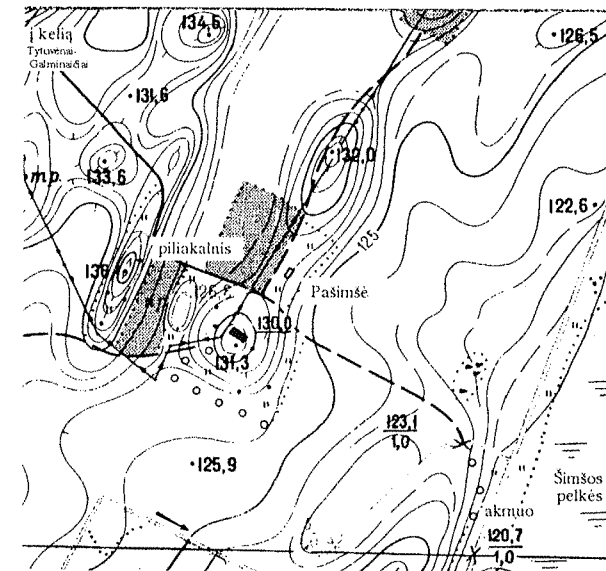 Į kelią
Tytuvėnai-
Galminaičiai
134,6
126,5
131,6
132,0
m.p.
133,6
122,6
125
piliakalnis
Pašimšė
130,0
131,3
123,1
1,0
125,9
Šimšos
pelkės
akmuo
120,7
1,0